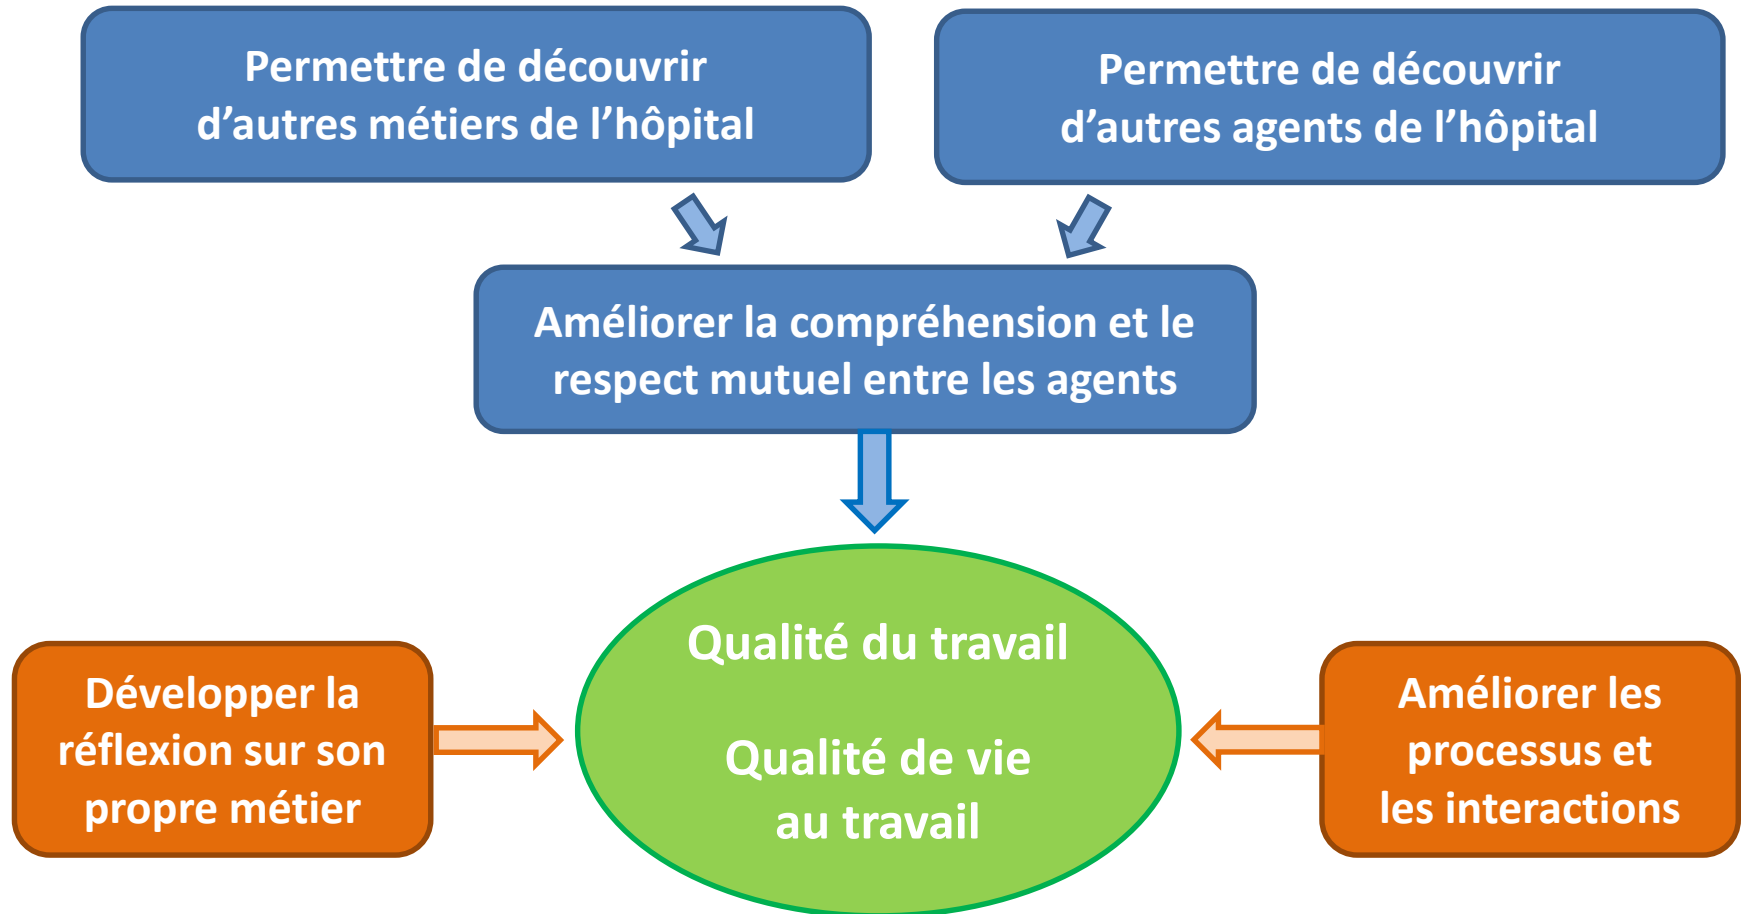 Permettre de découvrir
d’autres métiers de l’hôpital
Permettre de découvrir
d’autres agents de l’hôpital
Améliorer la compréhension et le
respect mutuel entre les agents
Qualité du travail
Qualité de vie
au travail
Développer la
réflexion sur son
propre métier
Améliorer les
processus et
les interactions